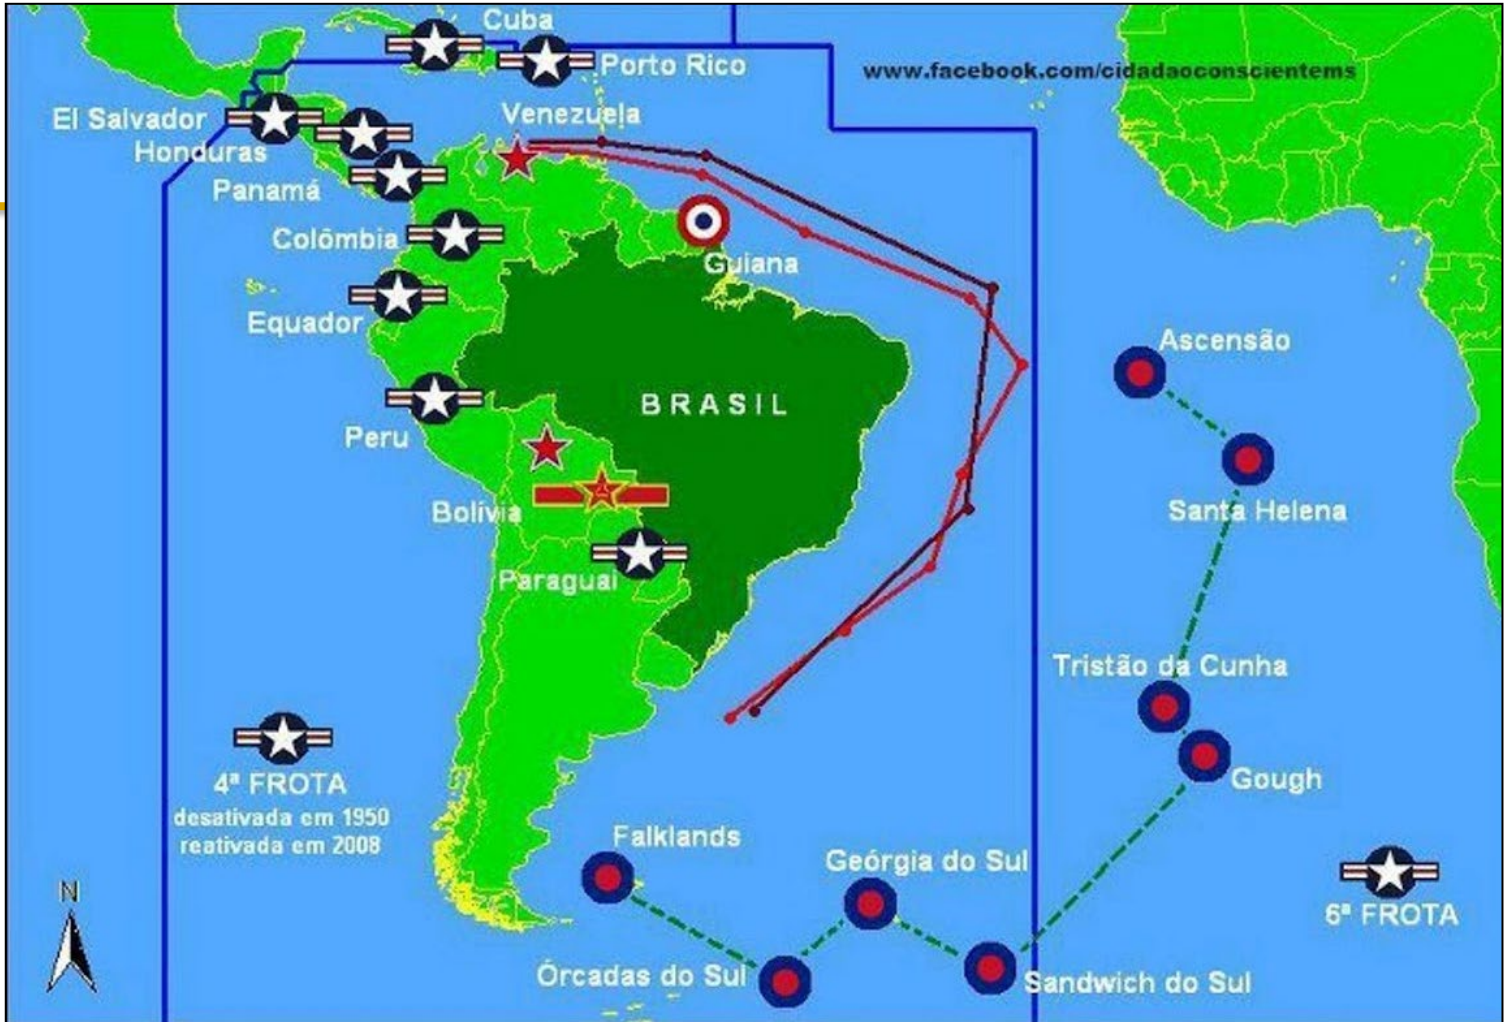 Cuba
Porto Rico
www.facebook.com/cidadaoconscientems
El Salvador
Venezuela
Honduras
Panamá
Colômbia
Guiana
Equador
Ascensão
BRASIL
Peru
Bolívia
Santa Helena
Paraguai
Tristão da Cunha
Gough
4ª FROTA
desativada em 1950
reativada em 2008
Falklands
Geórgia do Sul
N
6ª FROTA
Órcadas do Sul
Sandwich do Sul